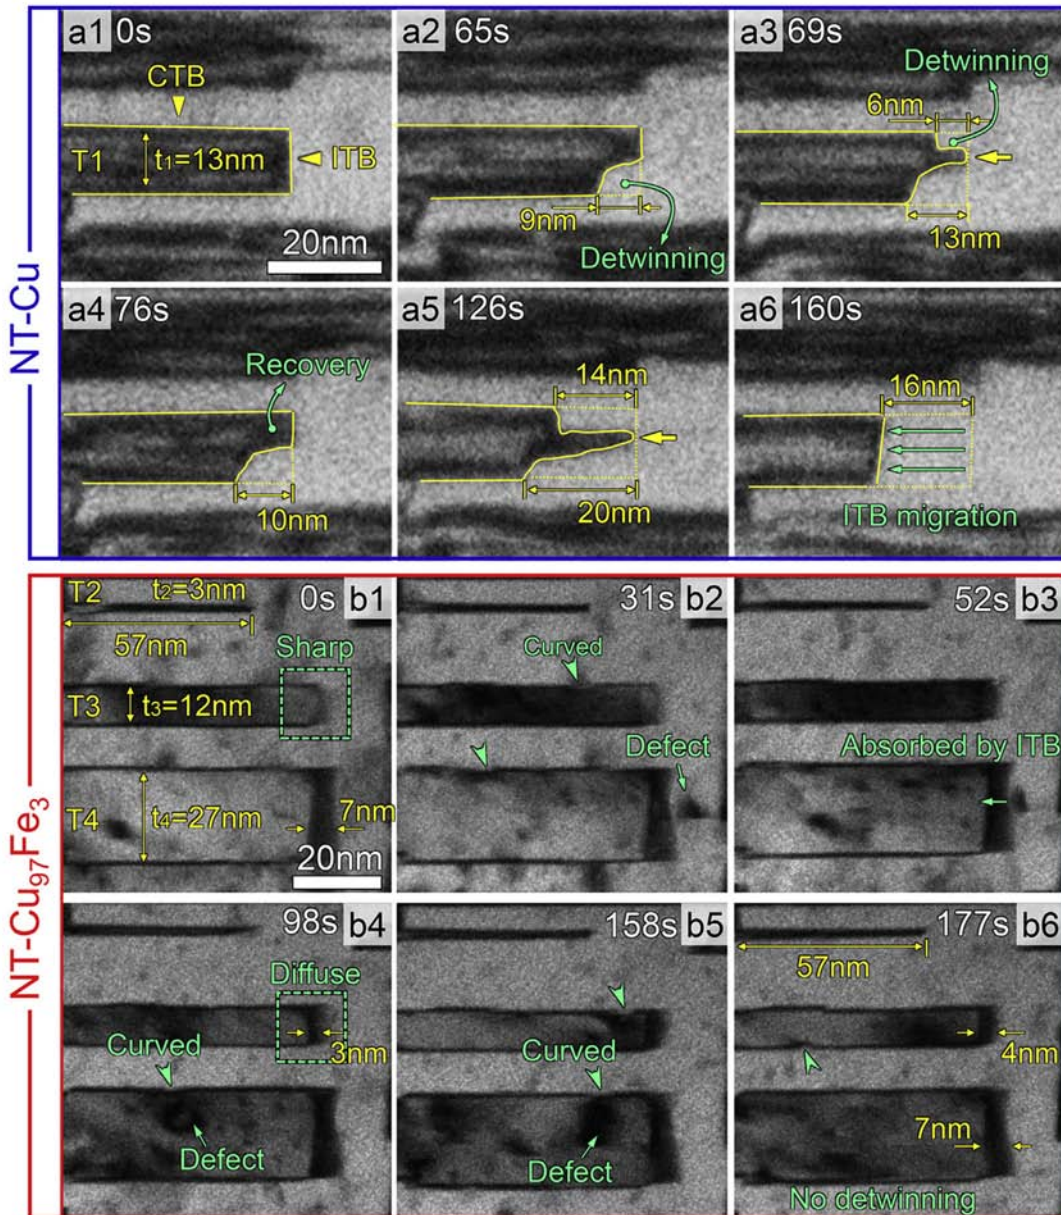 NT-Cu
a1 0s
CTB
T1
t₁=13nm
ITB
20nm
a2 65s
9nm
Detwinning
a3 69s
Detwinning
6nm
13nm
a4 76s
Recovery
10nm
a5 126s
14nm
20nm
a6 160s
16nm
ITB migration
NT-Cu₉₇Fe₃
0s b1
T2
t₂=3nm
57nm
Sharp
T3
t₃=12nm
T4
t₄=27nm
7nm
20nm
31s b2
Curved
Defect
52s b3
Absorbed by ITB
98s b4
Diffuse
3nm
Curved
Defect
158s b5
Curved
Defect
177s b6
57nm
4nm
7nm
No detwinning